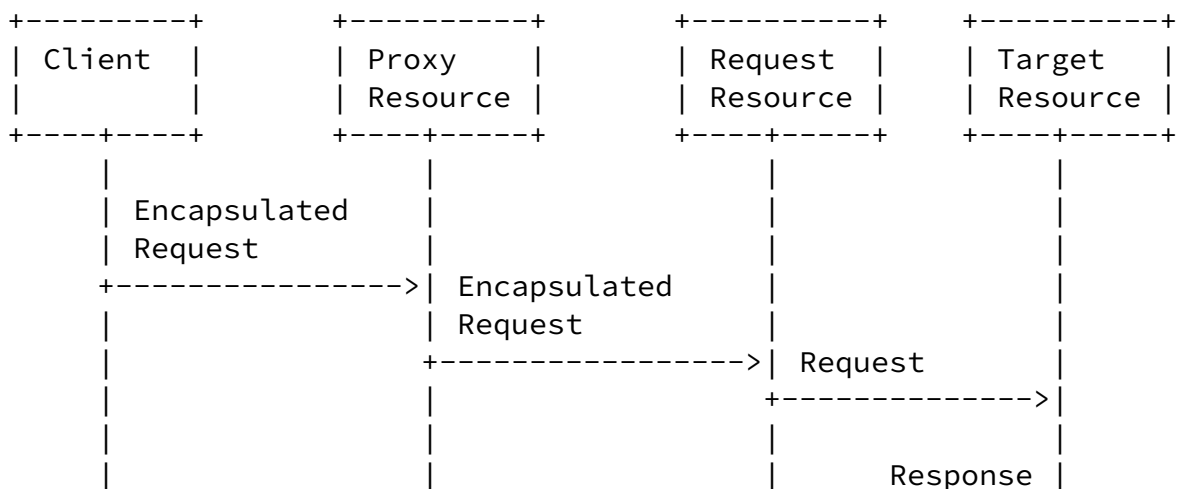 +---------+      +----------+      +----------+    +----------+
| Client  |      | Proxy    |      | Request  |    | Target   |
|         |      | Resource |      | Resource |    | Resource |
+----+----+      +----+-----+      +----+-----+    +----+-----+
     |                |                 |               |
     | Encapsulated   |                 |               |
     | Request        |                 |               |
     +--------------->| Encapsulated    |               |
     |                | Request         |               |
     |                +---------------->| Request       |
     |                |                 +-------------->|
     |                |                 |               |
     |                |                 |      Response |